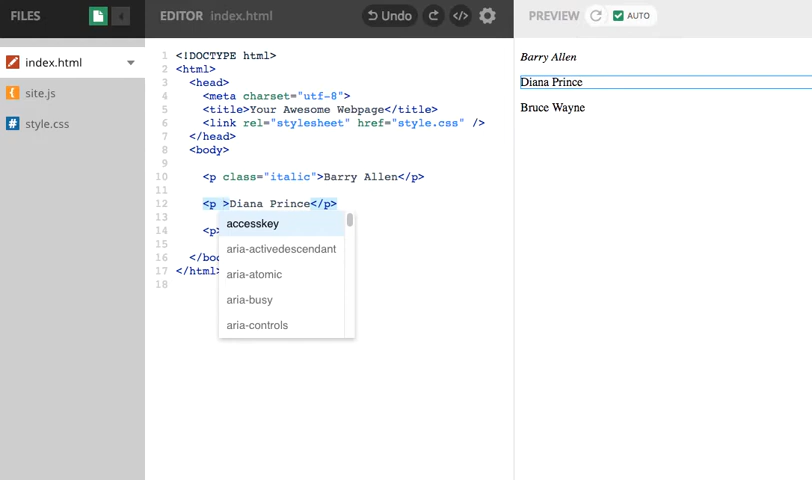 FILES
index.html
site.js
style.css
EDITOR index.html
Undo
</>
1 <!DOCTYPE html>
2 <html>
3 <head>
4 <meta charset="utf-8">
5 <title>Your Awesome Webpage</title>
6 <link rel="stylesheet" href="style.css" />
7 </head>
8 <body>
9
10 <p class="italic">Barry Allen</p>
11
12 <p >Diana Prince</p>
13
14 <p>
15
16 </bo
17 </html
18
accesskey
aria-activedescendant
aria-atomic
aria-busy
aria-controls
PREVIEW
AUTO
Barry Allen
Diana Prince
Bruce Wayne